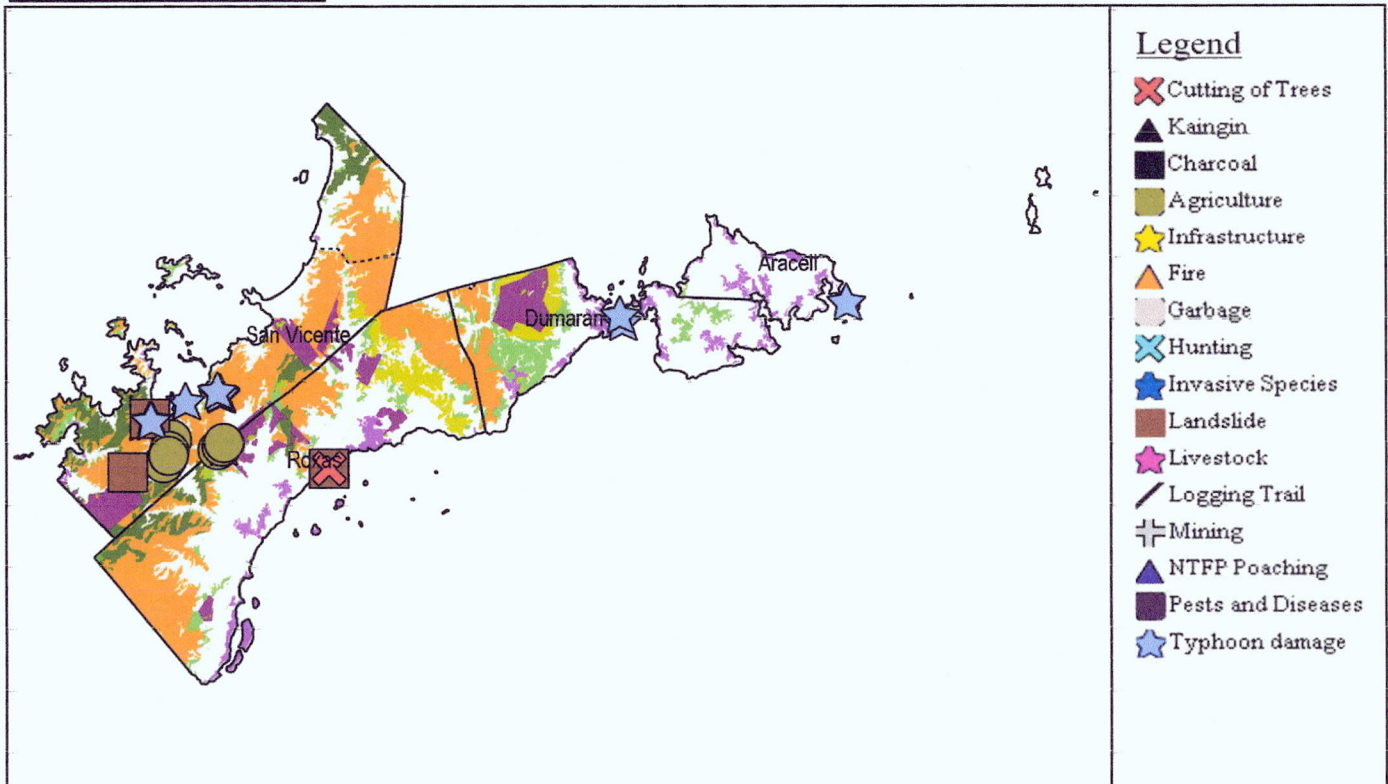 San Vicente
Roxas
Dumaran
Araceli
Legend
Cutting of Trees
Kaingin
Charcoal
Agriculture
Infrastructure
Fire
Garbage
Hunting
Invasive Species
Landslide
Livestock
Logging Trail
Mining
NTFP Poaching
Pests and Diseases
Typhoon damage